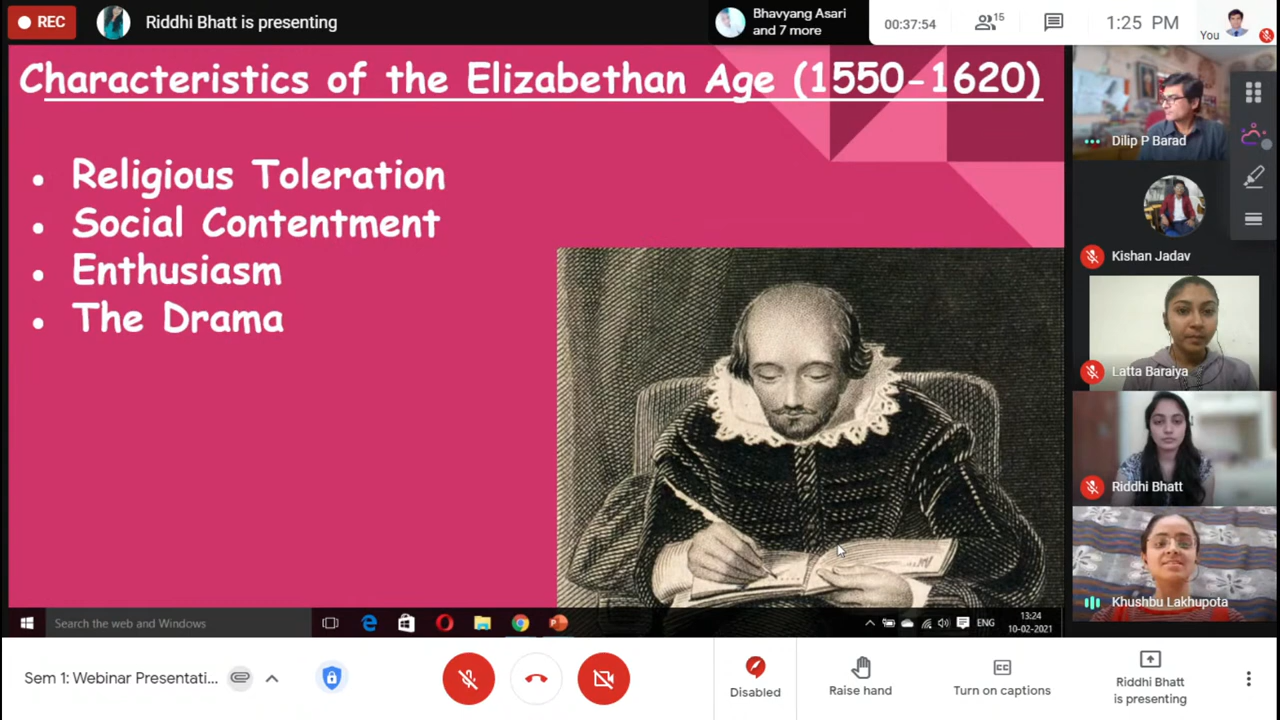 REC
Riddhi Bhatt is presenting
Bhavyang Asari
and 7 more
00:37:54
15
1:25 PM
You
Characteristics of the Elizabethan Age (1550-1620)
Religious Toleration
Social Contentment
Enthusiasm
The Drama
Dilip P Barad
Kishan Jadav
Latta Baraiya
Riddhi Bhatt
Khushbu Lakhupota
Search the web and Windows
ENG
13:24
10-02-2021
Sem 1: Webinar Presentati...
Disabled
Raise hand
Turn on captions
Riddhi Bhatt
is presenting